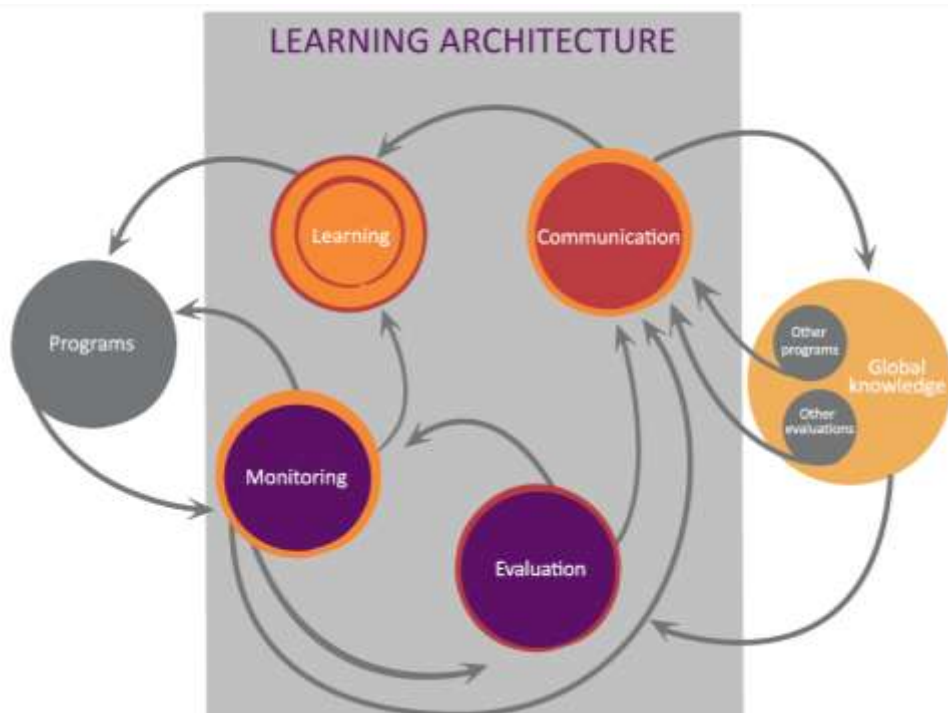 LEARNING ARCHITECTURE
Learning
Communication
Programs
Other
programs
Global
knowledge
Other
evaluations
Monitoring
Evaluation